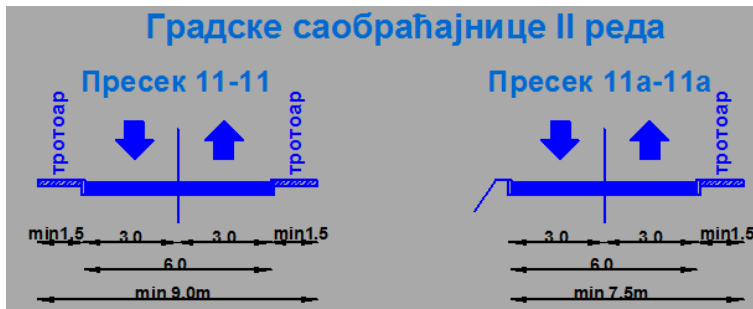 Градске саобраћајнице II реда
Пресек 11-11
Пресек 11а-11а
тротоар
тротоар
тротоар
min1.5 3.0 3.0 min1.5
3.0 3.0 min1.5
6.0
6.0
min 9.0m
min 7.5m